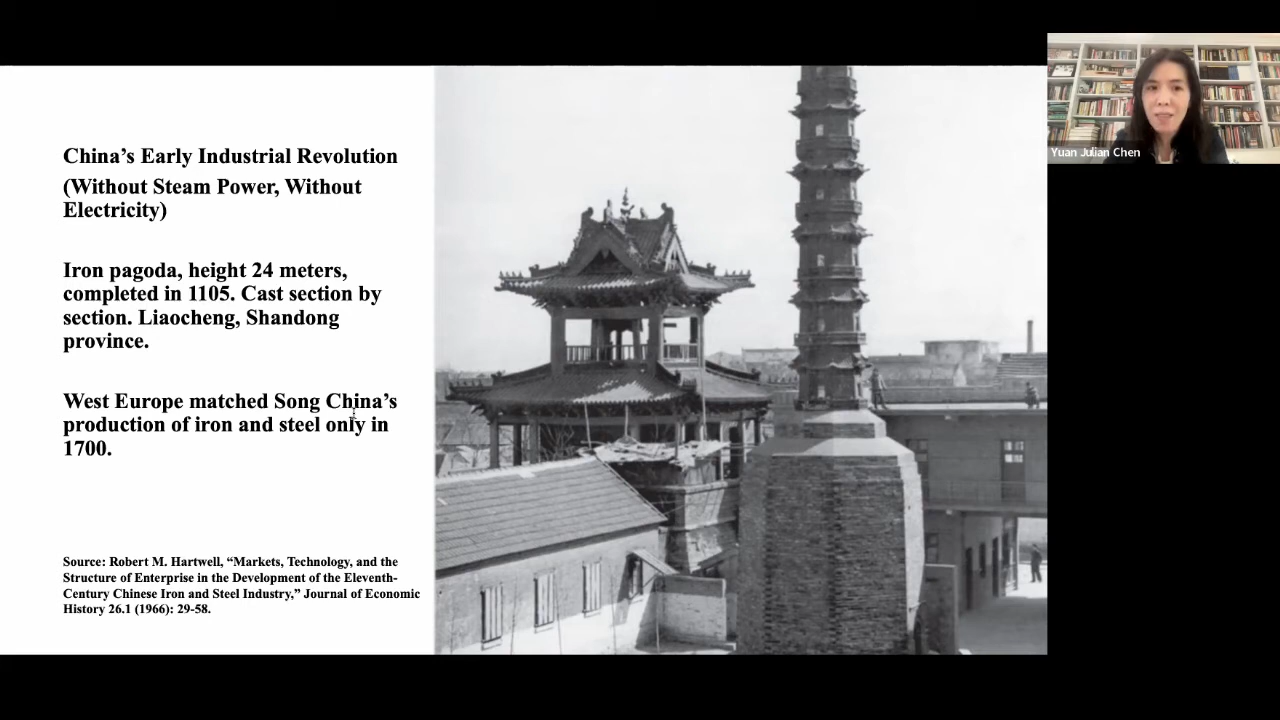 China’s Early Industrial Revolution
(Without Steam Power, Without
Electricity)
Iron pagoda, height 24 meters,
completed in 1105. Cast section by
section. Liaocheng, Shandong
province.
West Europe matched Song China’s
production of iron and steel only in
1700.
Source: Robert M. Hartwell, “Markets, Technology, and the
Structure of Enterprise in the Development of the Eleventh-
Century Chinese Iron and Steel Industry,” Journal of Economic
History 26.1 (1966): 29-58.
Yuan Julian Chen